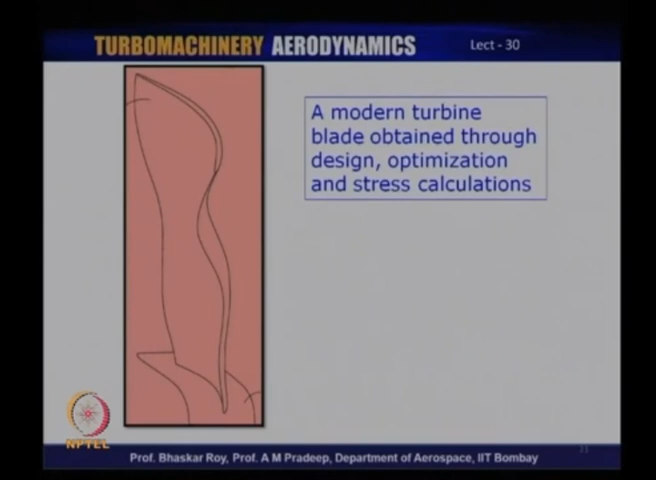 TURBOMACHINERY AERODYNAMICS
Lect - 30
A modern turbine
blade obtained through
design, optimization
and stress calculations
NPTEL
Prof. Bhaskar Roy, Prof. A M Pradeep, Department of Aerospace, IIT Bombay